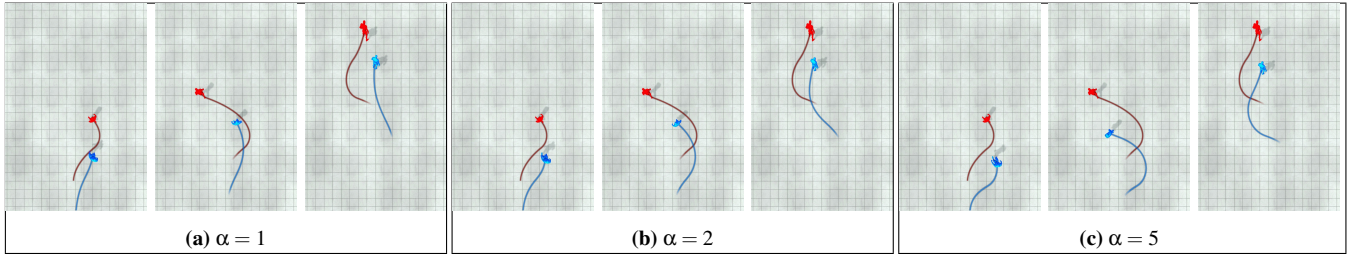 (a) α = 1
(b) α = 2
(c) α = 5